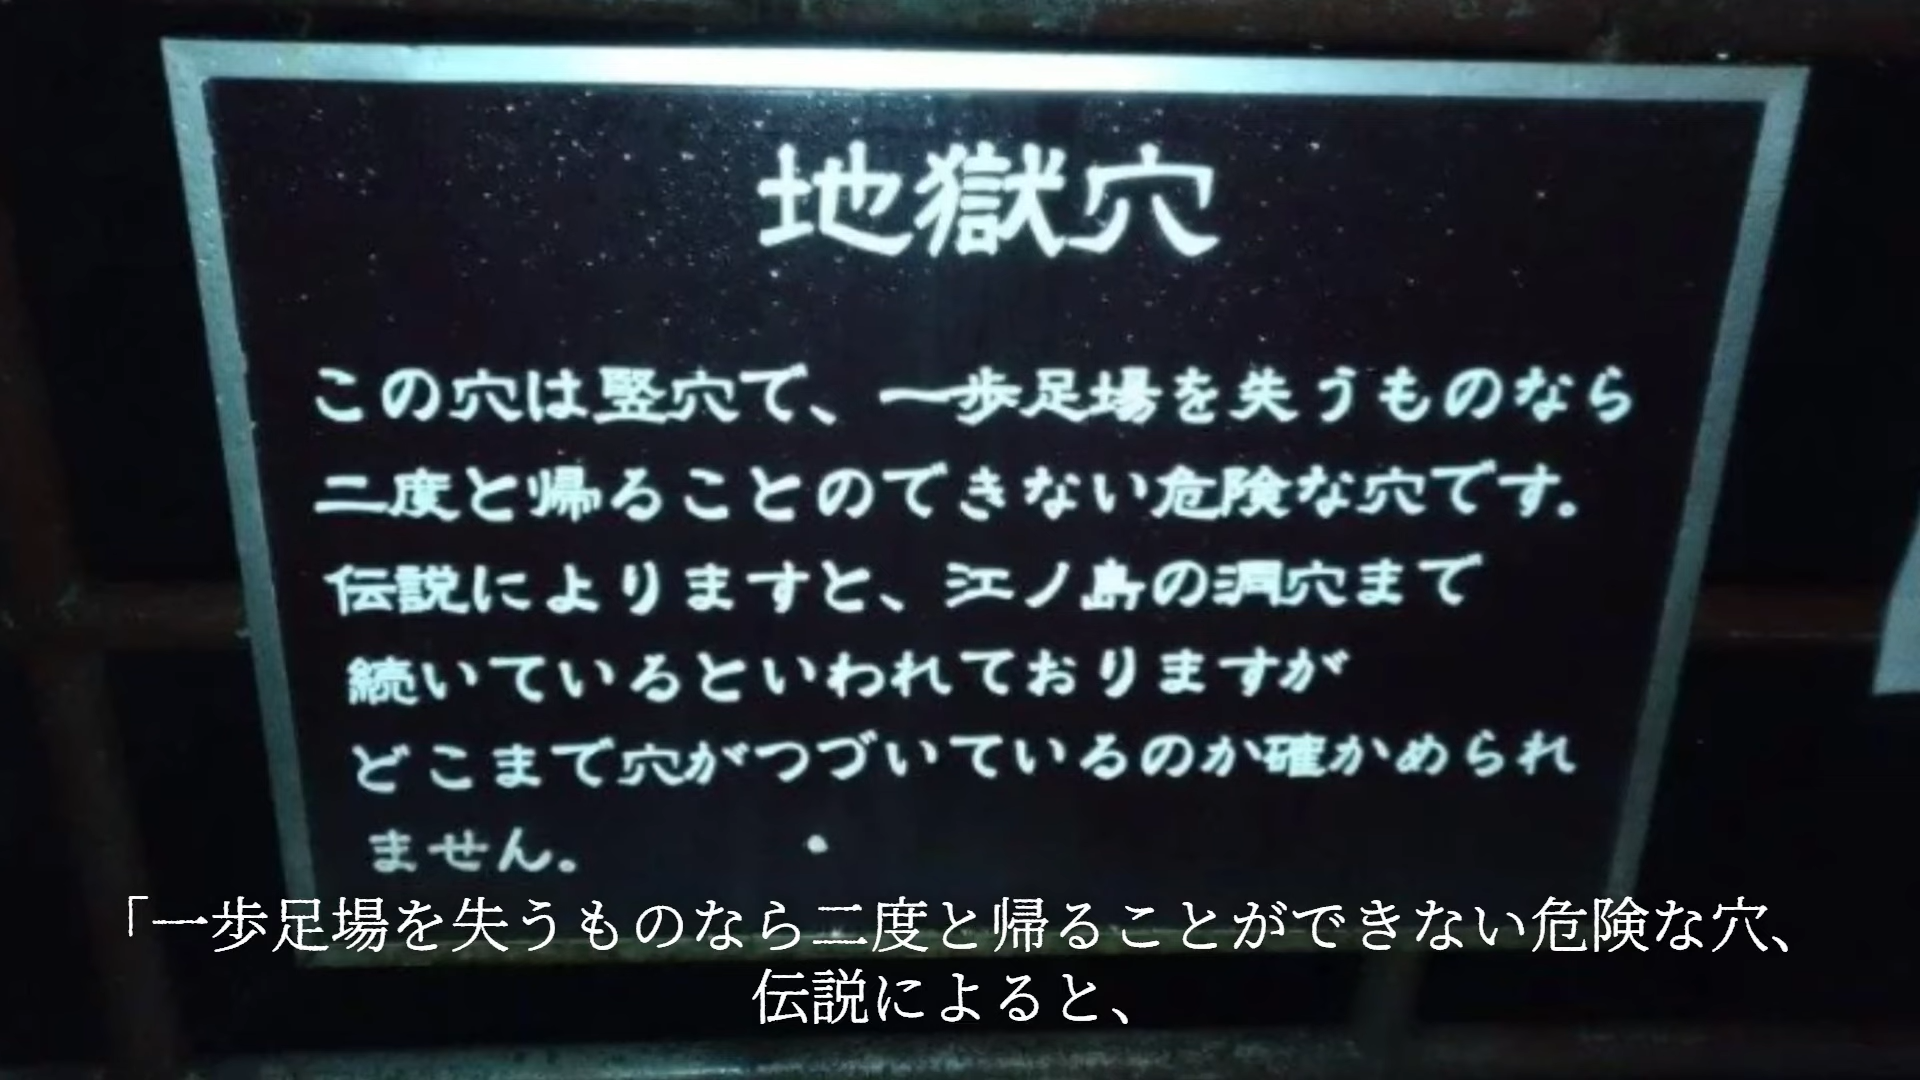 地獄穴
この穴は竪穴で、一歩足場を失うものなら
二度と帰ることのできない危険な穴です。
伝説によりますと、江ノ島の洞穴まで
続いているといわれておりますが
どこまで穴がつづいているのか確かめられ
ません。
「一歩足場を失うものなら二度と帰ることができない危険な穴、
伝説によると、